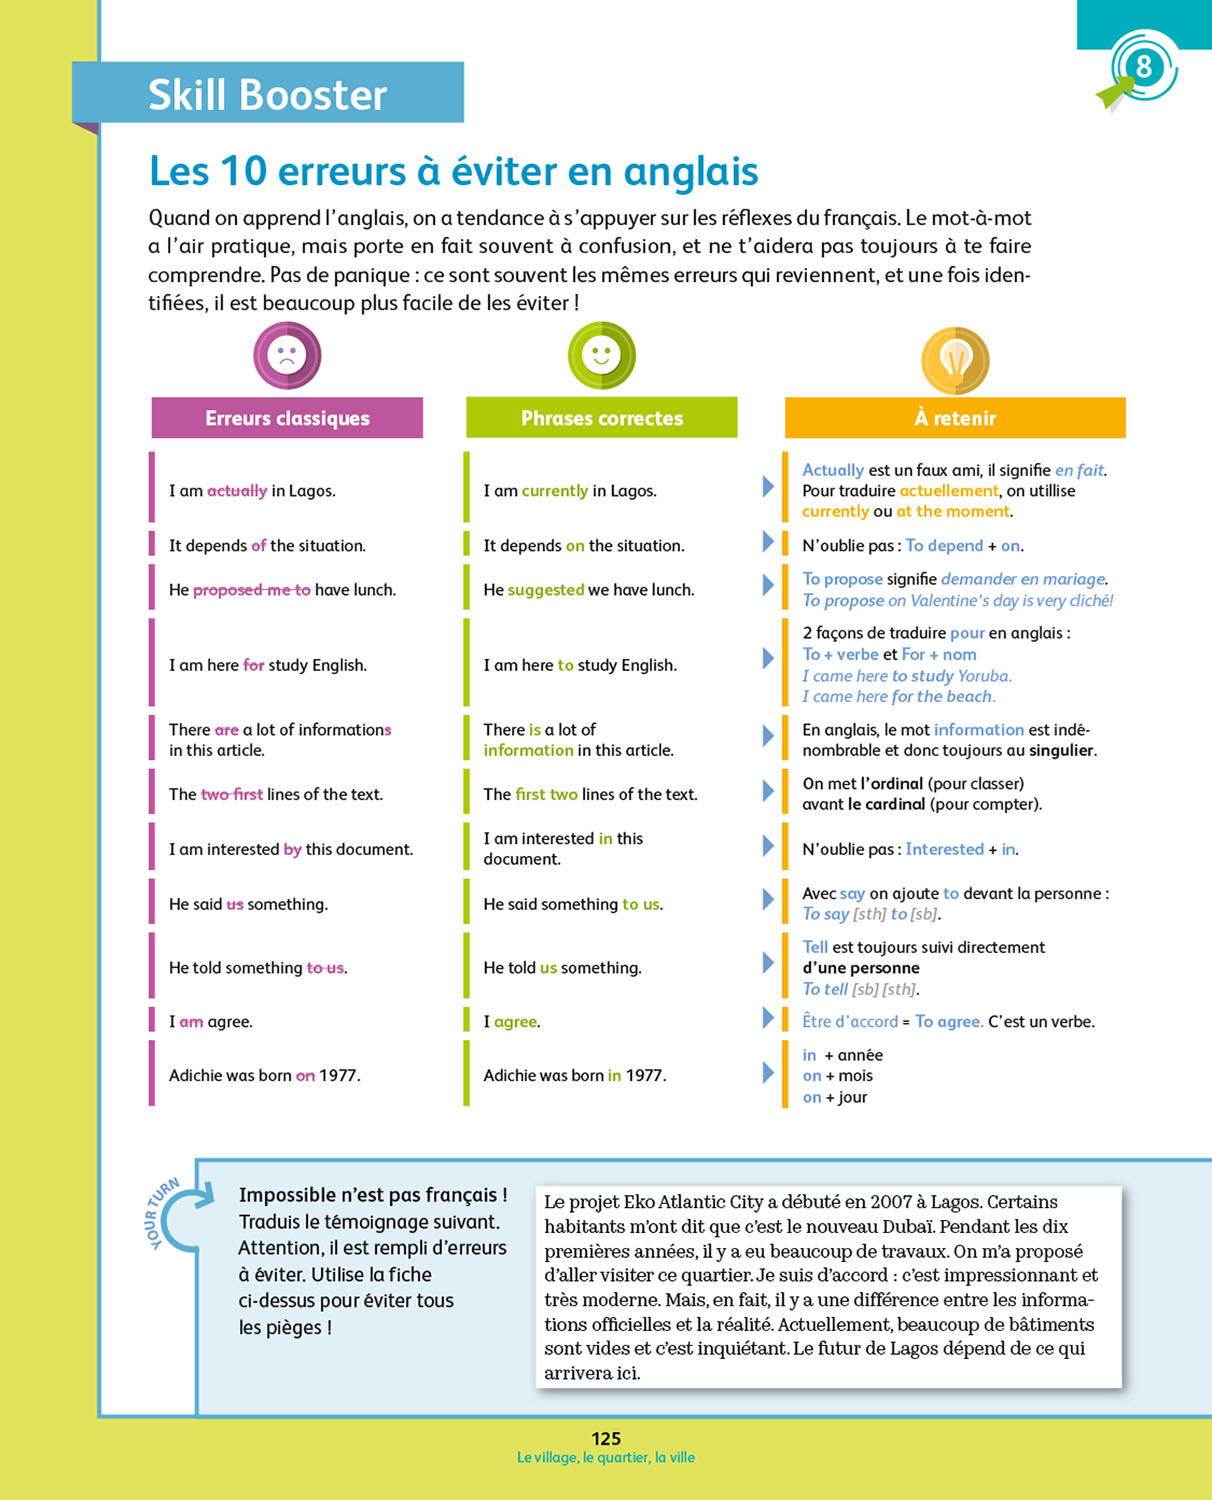 8
Skill Booster
Les 10 erreurs à éviter en anglais
Quand on apprend l'anglais, on a tendance à s'appuyer sur les réflexes du français. Le mot-à-mot
a l'air pratique, mais porte en fait souvent à confusion, et ne t'aidera pas toujours à te faire
comprendre. Pas de panique : ce sont souvent les mêmes erreurs qui reviennent, et une fois iden-
tifiées, il est beaucoup plus facile de les éviter !
Erreurs classiques
Phrases correctes
À retenir
I am actually in Lagos.
I am currently in Lagos.
Actually est un faux ami, il signifie en fait.
Pour traduire actuellement, on utillise
currently ou at the moment.
It depends of the situation.
It depends on the situation.
N'oublie pas : To depend + on.
He proposed me to have lunch.
He suggested we have lunch.
To propose signifie demander en mariage.
To propose on Valentine's day is very cliché!
I am here for study English.
I am here to study English.
2 façons de traduire pour en anglais :
To + verbe et For + nom
I came here to study Yoruba.
I came here for the beach.
There are a lot of informations
in this article.
There is a lot of
information in this article.
En anglais, le mot information est indé-
nombrable et donc toujours au singulier.
The two first lines of the text.
The first two lines of the text.
On met l'ordinal (pour classer)
avant le cardinal (pour compter).
I am interested by this document.
I am interested in this
document.
N'oublie pas : Interested + in.
He said us something.
He said something to us.
Avec say on ajoute to devant la personne :
To say [sth] to [sb].
He told something to us.
He told us something.
Tell est toujours suivi directement
d'une personne
To tell [sb] [sth].
I am agree.
I agree.
Être d'accord = To agree. C'est un verbe.
Adichie was born on 1977.
Adichie was born in 1977.
in + année
on + mois
on + jour
YOUR TURN
Impossible n'est pas français !
Traduis le témoignage suivant.
Attention, il est rempli d'erreurs
à éviter. Utilise la fiche
ci-dessus pour éviter tous
les pièges !
Le projet Eko Atlantic City a débuté en 2007 à Lagos. Certains
habitants m'ont dit que c'est le nouveau Dubaï. Pendant les dix
premières années, il y a eu beaucoup de travaux. On m'a proposé
d'aller visiter ce quartier. Je suis d'accord : c'est impressionnant et
très moderne. Mais, en fait, il y a une différence entre les informa-
tions officielles et la réalité. Actuellement, beaucoup de bâtiments
sont vides et c'est inquiétant. Le futur de Lagos dépend de ce qui
arrivera ici.
125
Le village, le quartier, la ville